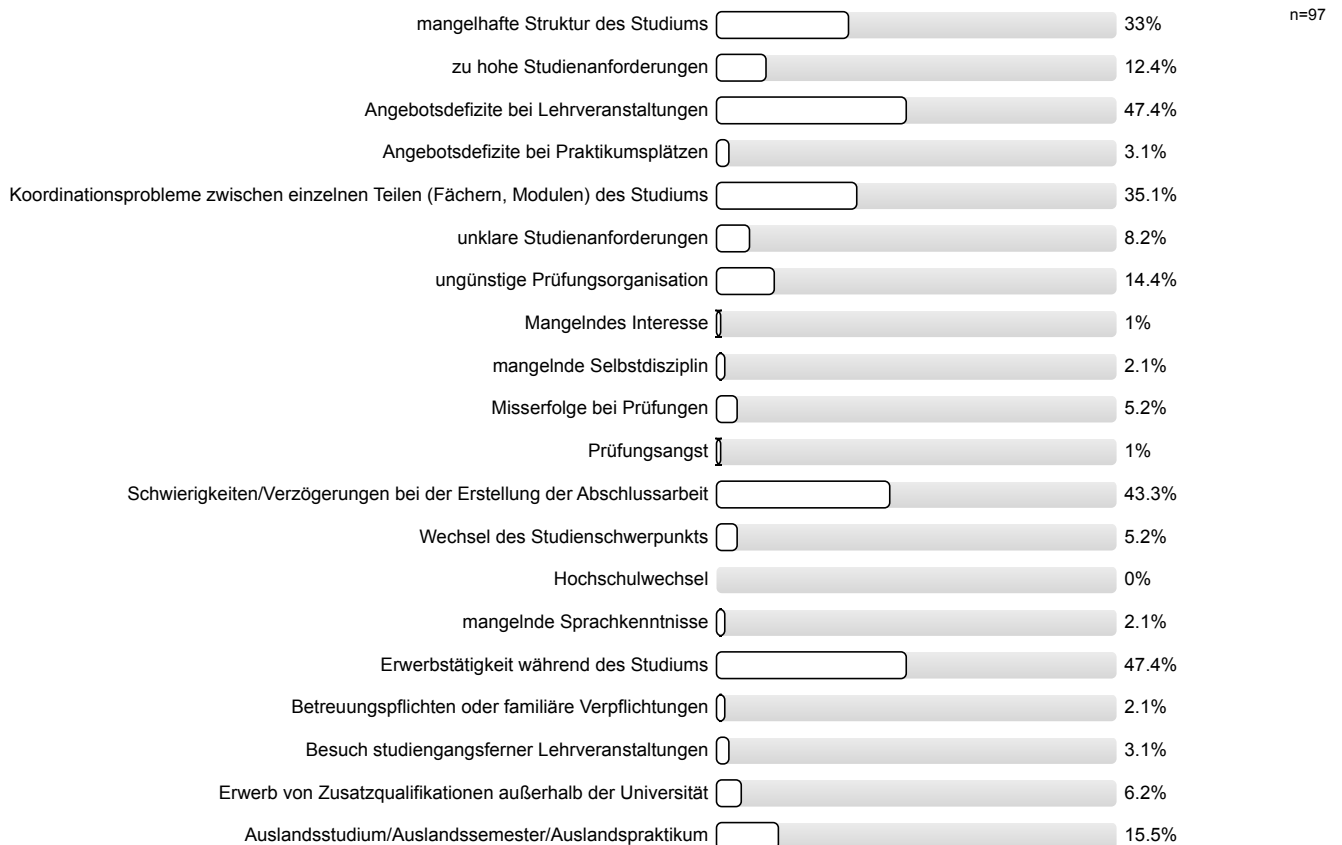 n=97
mangelhafte Struktur des Studiums 33%
zu hohe Studienanforderungen 12.4%
Angebotsdefizite bei Lehrveranstaltungen 47.4%
Angebotsdefizite bei Praktikumsplätzen 3.1%
Koordinationsprobleme zwischen einzelnen Teilen (Fächern, Modulen) des Studiums 35.1%
unklare Studienanforderungen 8.2%
ungünstige Prüfungsorganisation 14.4%
Mangelndes Interesse 1%
mangelnde Selbstdisziplin 2.1%
Misserfolge bei Prüfungen 5.2%
Prüfungsangst 1%
Schwierigkeiten/Verzögerungen bei der Erstellung der Abschlussarbeit 43.3%
Wechsel des Studienschwerpunkts 5.2%
Hochschulwechsel 0%
mangelnde Sprachkenntnisse 2.1%
Erwerbstätigkeit während des Studiums 47.4%
Betreuungspflichten oder familiäre Verpflichtungen 2.1%
Besuch studiengangsferner Lehrveranstaltungen 3.1%
Erwerb von Zusatzqualifikationen außerhalb der Universität 6.2%
Auslandsstudium/Auslandssemester/Auslandspraktikum 15.5%